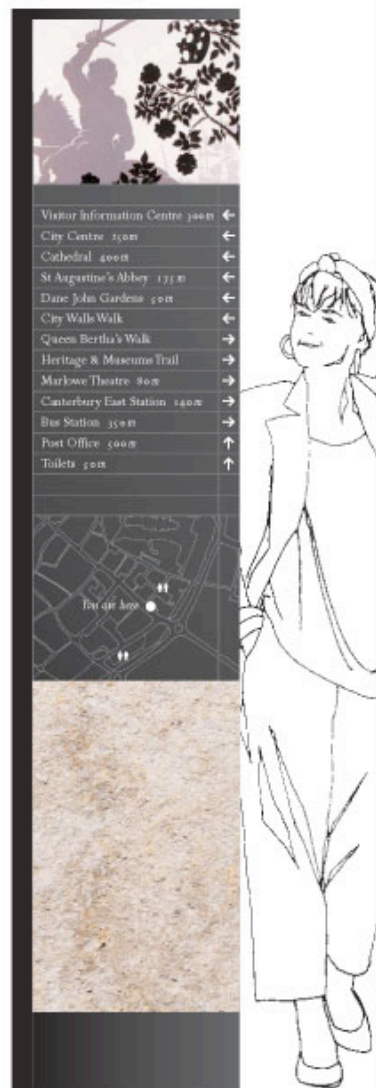 Visitor Information Centre 300m ←
City Centre 250m ←
Cathedral 400m ←
St Augustine's Abbey 135m ←
Dane John Gardens 50m ←
City Walls Walk ←
Queen Bertha's Walk →
Heritage & Museums Trail →
Marlowe Theatre 80m →
Canterbury East Station 140m →
Bus Station 350m →
Post Office 500m ↑
Toilets 50m ↑
You are here